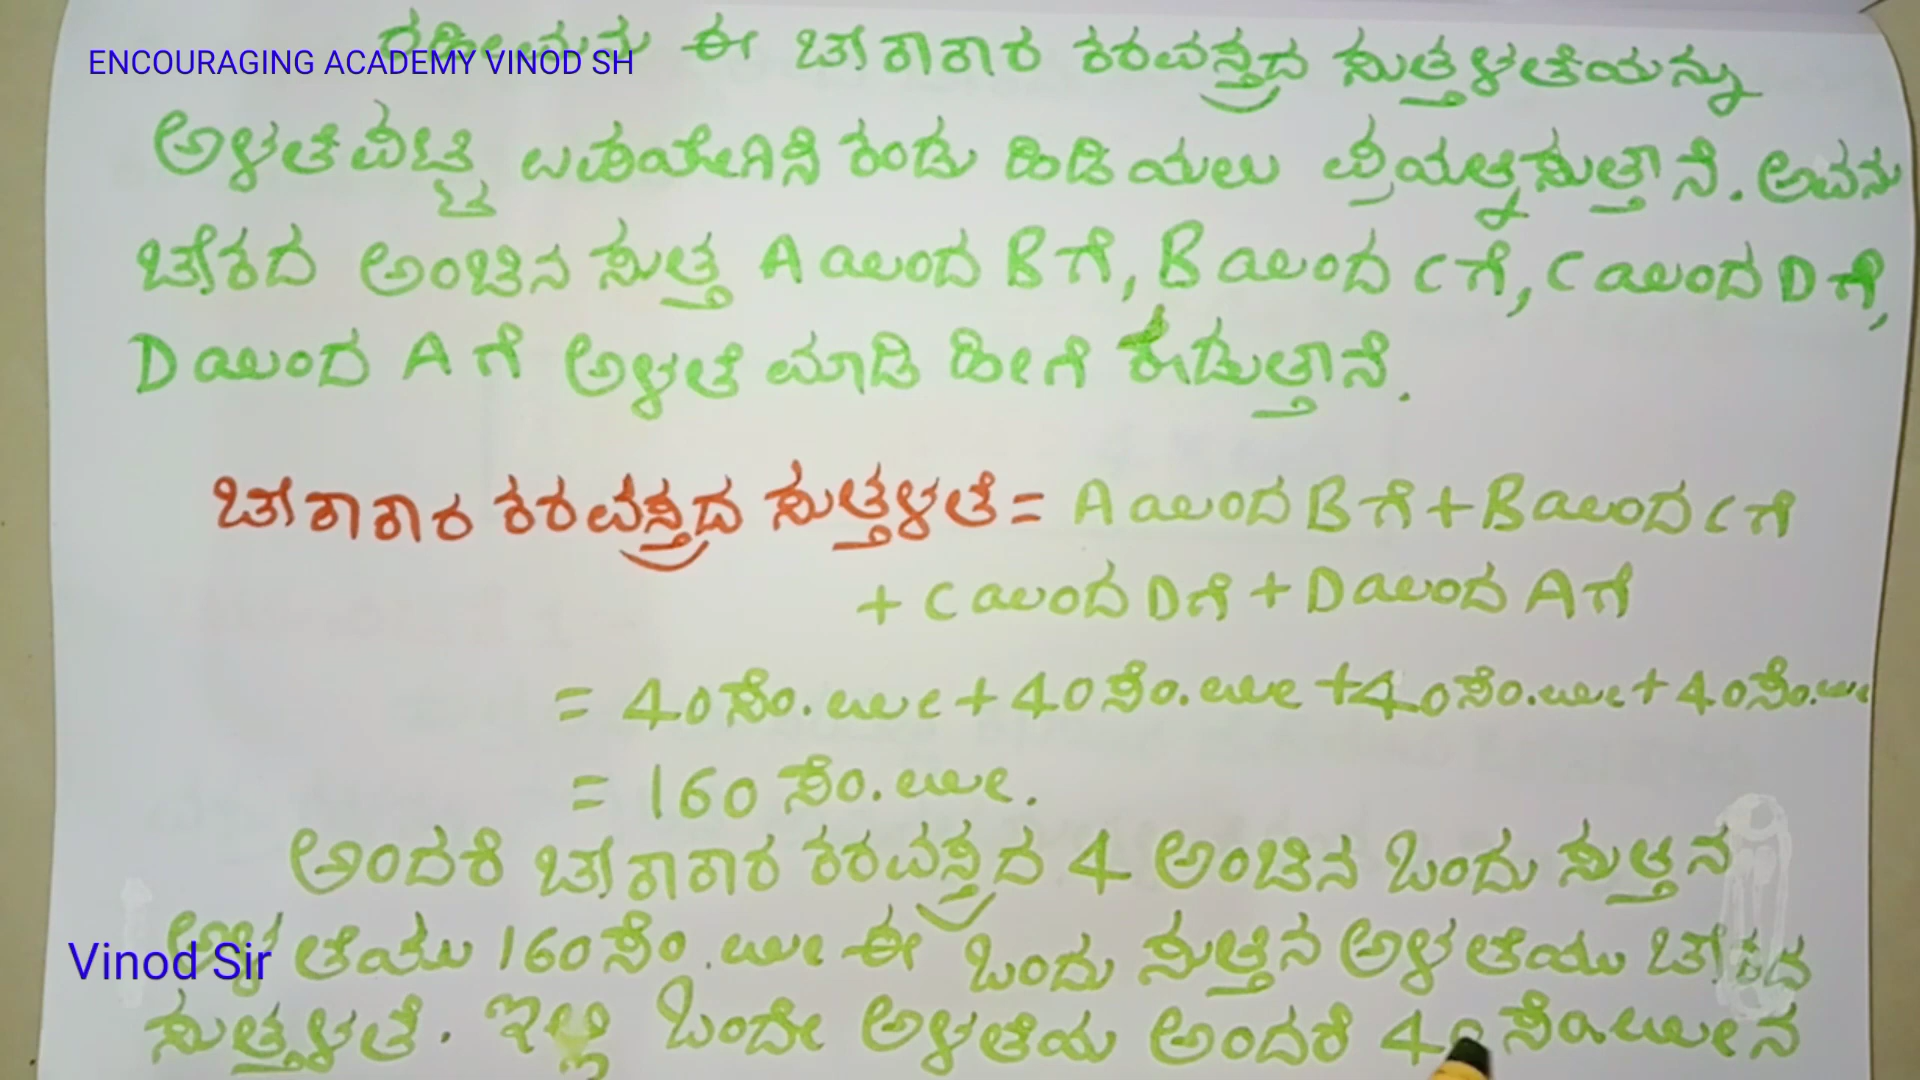 ರಹೀಮನು ಈ ಚೌಕಾಕಾರ ಕರವಸ್ತ್ರದ ಸುತ್ತಳತೆಯನ್ನು
ENCOURAGING ACADEMY VINOD SH
ಅಳತೆಪಟ್ಟಿ ಬಳಸಿ ಕಂಡು ಹಿಡಿಯಲು ಪ್ರಯತ್ನಿಸುತ್ತಾನೆ. ಅವನು
ಚೌಕದ ಅಂಚಿನ ಸುತ್ತ A ಯಿಂದ B ಗೆ, B ಯಿಂದ C ಗೆ, C ಯಿಂದ D ಗೆ,
D ಯಿಂದ A ಗೆ ಅಳತೆ ಮಾಡಿ ಹೀಗೆ ಕೂಡುತ್ತಾನೆ.
ಚೌಕಾಕಾರ ಕರವಸ್ತ್ರದ ಸುತ್ತಳತೆ = A ಯಿಂದ B ಗೆ + B ಯಿಂದ C ಗೆ
+ C ಯಿಂದ D ಗೆ + D ಯಿಂದ A ಗೆ
= 40 ಸೆಂ.ಮೀ + 40 ಸೆಂ.ಮೀ + 40 ಸೆಂ.ಮೀ + 40 ಸೆಂ.ಮೀ
= 160 ಸೆಂ.ಮೀ.
ಅಂದರೆ ಚೌಕಾಕಾರ ಕರವಸ್ತ್ರದ 4 ಅಂಚಿನ ಒಂದು ಸುತ್ತಿನ
ಅಳತೆಯು 160 ಸೆಂ.ಮೀ ಈ ಒಂದು ಸುತ್ತಿನ ಅಳತೆಯು ಚೌಕದ
Vinod Sir
ಸುತ್ತಳತೆ. ಇಲ್ಲಿ ಒಂದೇ ಅಳತೆಯ ಅಂದರೆ 40 ಸೆಂ.ಮೀ ನ